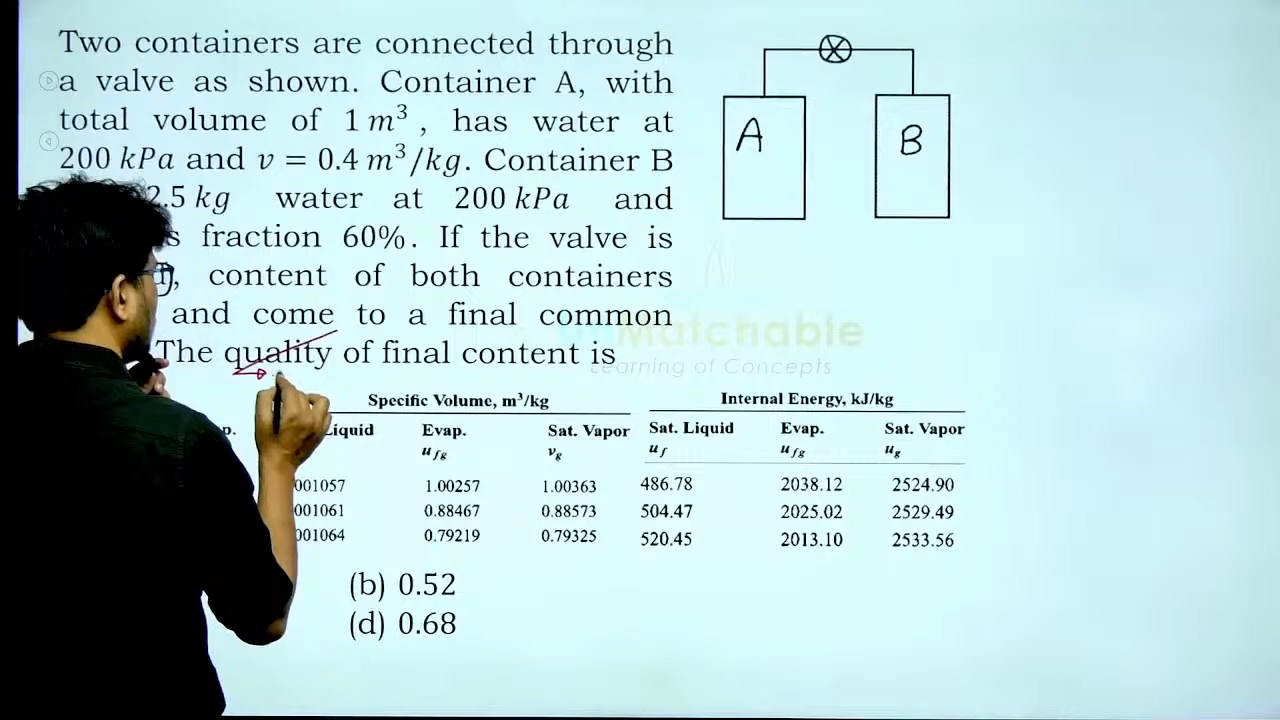 Two containers are connected through
a valve as shown. Container A, with
total volume of 1 m³ , has water at
200 kPa and v = 0.4 m³/kg. Container B
2.5 kg water at 200 kPa and
s fraction 60%. If the valve is
d, content of both containers
and come to a final common
The quality of final content is
A
B
Matchable
Learning of Concepts
Specific Volume, m³/kg
Internal Energy, kJ/kg
p. Liquid Evap. Sat. Vapor Sat. Liquid Evap. Sat. Vapor
u_fg v_g u_f u_fg u_g
001057 1.00257 1.00363 486.78 2038.12 2524.90
001061 0.88467 0.88573 504.47 2025.02 2529.49
001064 0.79219 0.79325 520.45 2013.10 2533.56
(b) 0.52
(d) 0.68